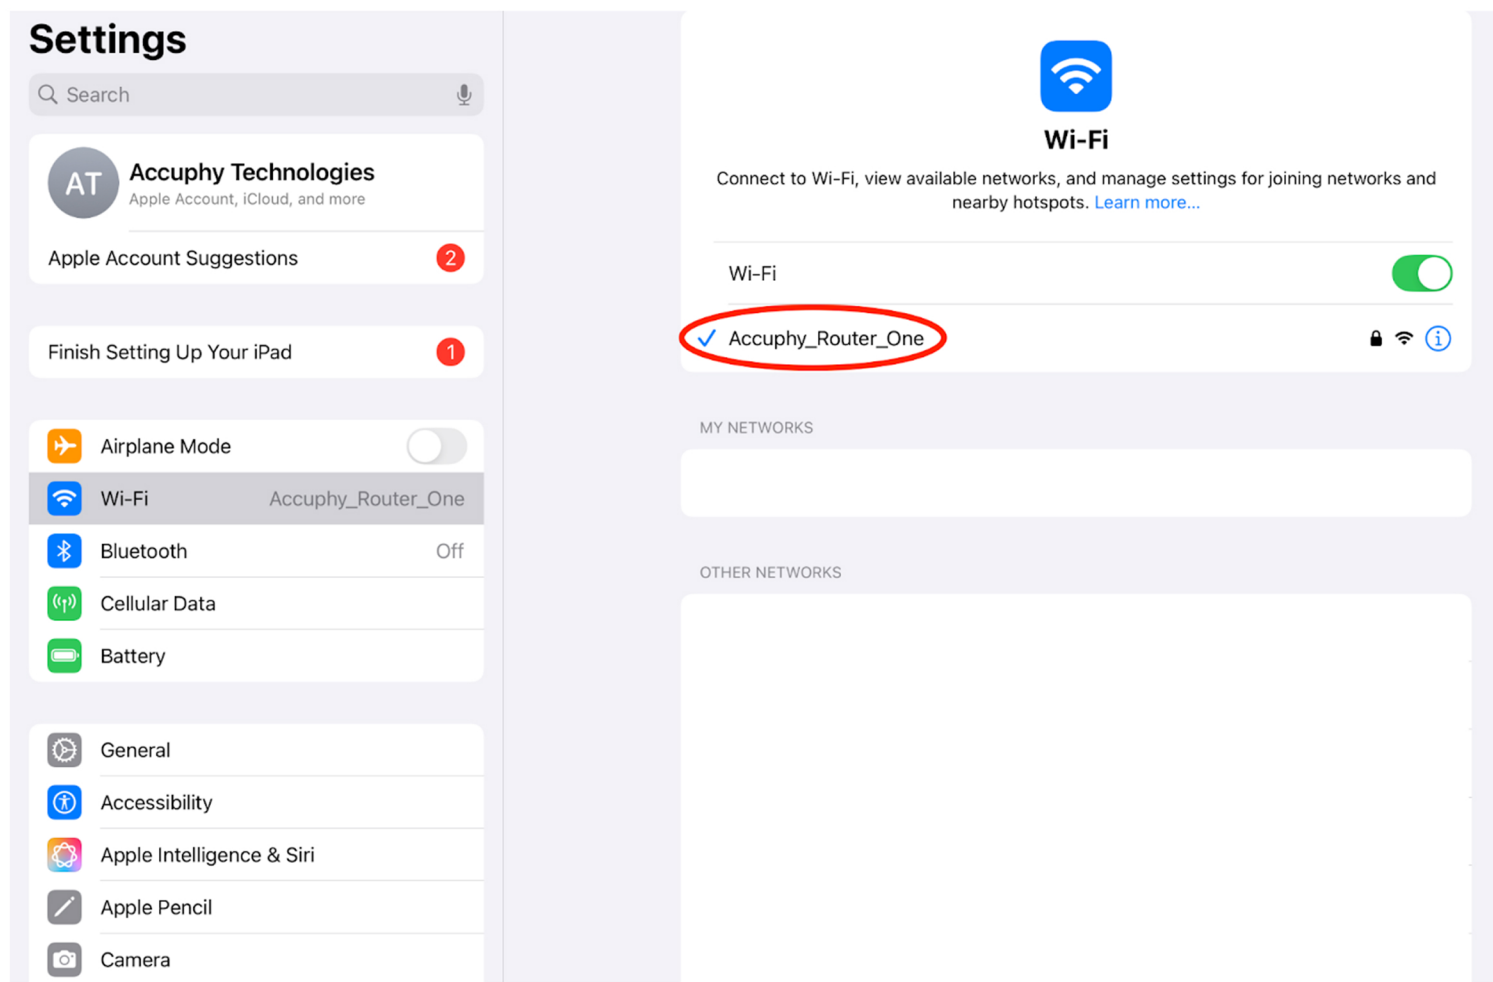 Settings
Search
AT
Accuphy Technologies
Apple Account, iCloud, and more
Apple Account Suggestions
2
Finish Setting Up Your iPad
1
Airplane Mode
Wi-Fi
Accuphy_Router_One
Bluetooth
Off
Cellular Data
Battery
General
Accessibility
Apple Intelligence & Siri
Apple Pencil
Camera
Wi-Fi
Connect to Wi-Fi, view available networks, and manage settings for joining networks and
nearby hotspots. Learn more...
Wi-Fi
Accuphy_Router_One
MY NETWORKS
OTHER NETWORKS